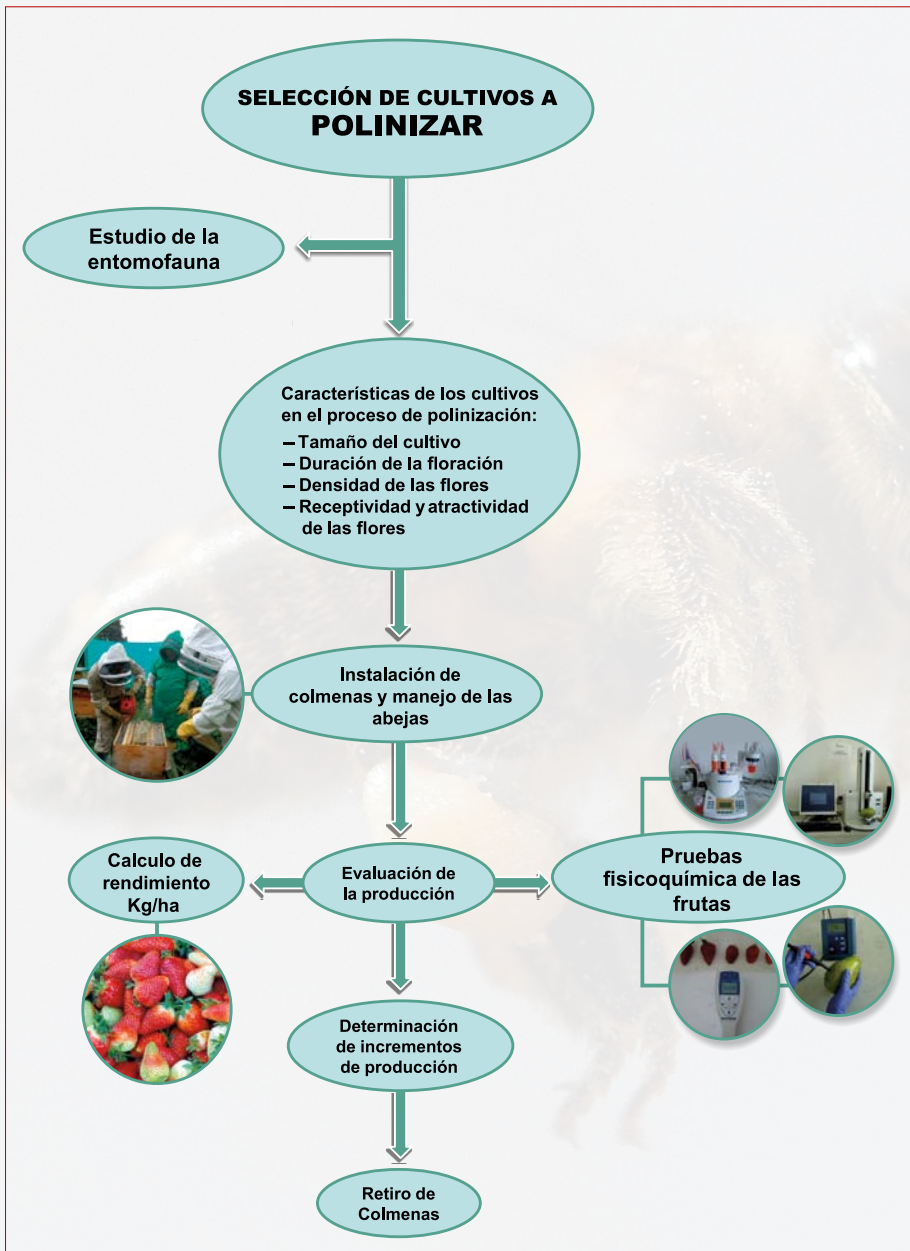 SELECCIÓN DE CULTIVOS A
POLINIZAR
Estudio de la
entomofauna
Característicás de los cultivos
en el proceso de polinización:
– Tamaño del cultivo
– Duración de la floración
– Densidad de las flores
– Receptividad y atractividad
de las flores
Instalación de
colmenas y manejo de las
abejas
Calculo de
rendimiento
Kg/ha
Evaluación de
la producción
Pruebas
fisicoquímica de las
frutas
Determinación
de incrementos
de producción
Retiro de
Colmenas